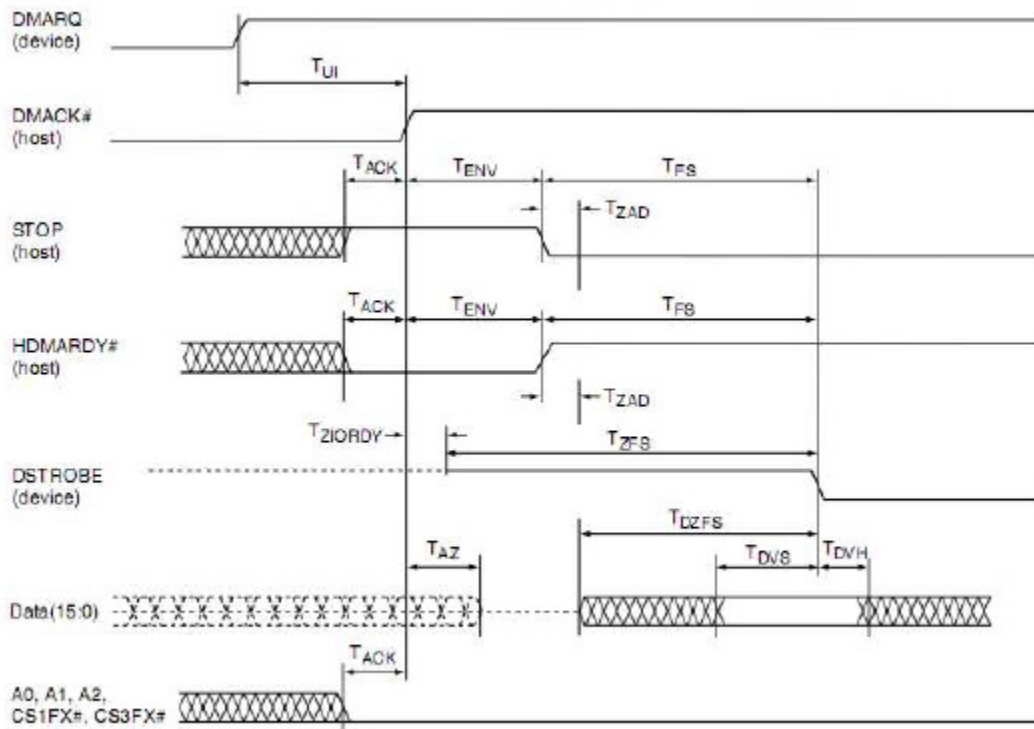 DMARQ
(device)
TUI
DMACK#
(host)
TACK TENV TFS
TZAD
STOP
(host)
TACK TENV TFS
HDMARDY#
(host)
TZAD
TZIORDY TZFS
DSTROBE
(device)
TDZFS
TAZ TDVS TDVH
Data(15:0)
TACK
A0, A1, A2,
CS1FX#, CS3FX#